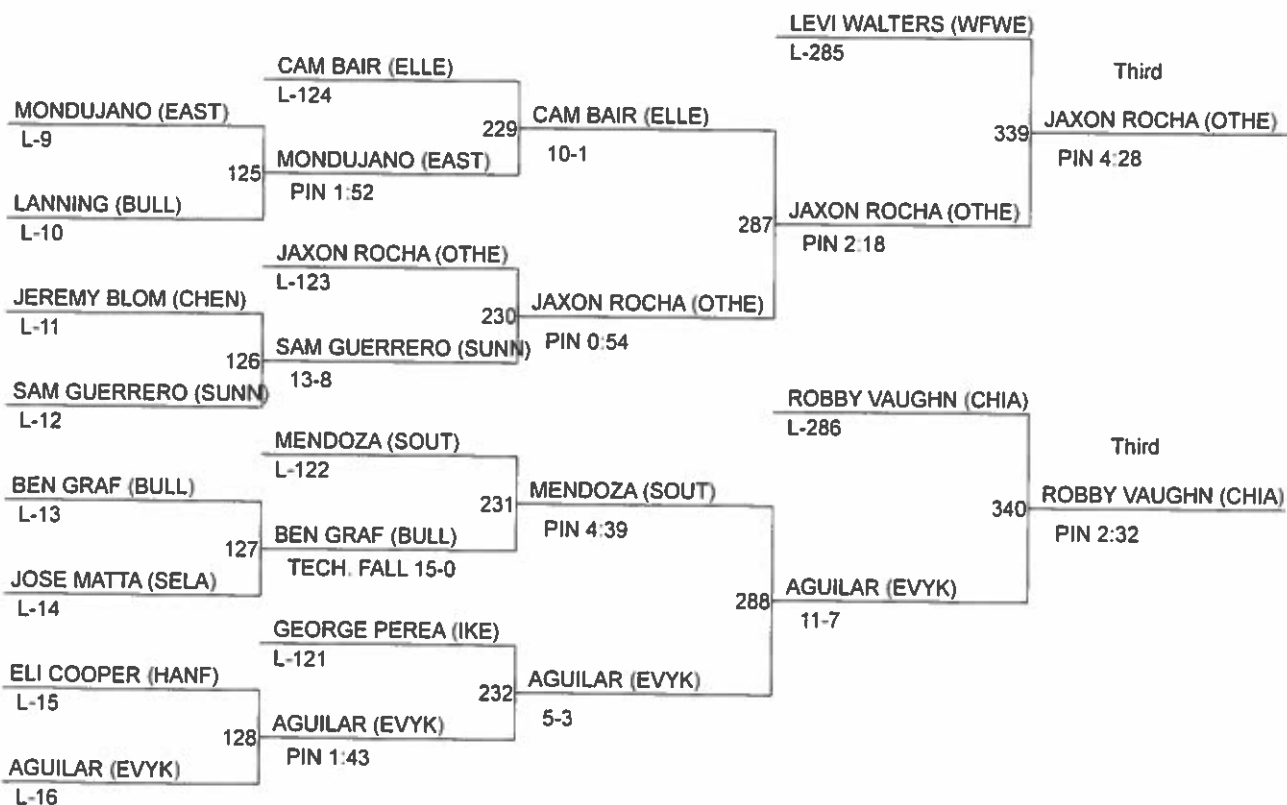 LEVI WALTERS (WFWE)
L-285
Third
CAM BAIR (ELLE)
L-124
MONDUJANO (EAST)
L-9
229
CAM BAIR (ELLE)
10-1
339
JAXON ROCHA (OTHE)
PIN 4:28
125
MONDUJANO (EAST)
PIN 1:52
LANNING (BULL)
L-10
287
JAXON ROCHA (OTHE)
PIN 2:18
JAXON ROCHA (OTHE)
L-123
JEREMY BLOM (CHEN)
L-11
230
JAXON ROCHA (OTHE)
PIN 0:54
126
SAM GUERRERO (SUNN)
13-8
SAM GUERRERO (SUNN)
L-12
ROBBY VAUGHN (CHIA)
L-286
Third
MENDOZA (SOUT)
L-122
BEN GRAF (BULL)
L-13
231
MENDOZA (SOUT)
PIN 4:39
340
ROBBY VAUGHN (CHIA)
PIN 2:32
127
BEN GRAF (BULL)
TECH. FALL 15-0
JOSE MATTA (SELA)
L-14
288
AGUILAR (EVYK)
11-7
GEORGE PEREA (IKE)
L-121
ELI COOPER (HANF)
L-15
232
AGUILAR (EVYK)
5-3
128
AGUILAR (EVYK)
PIN 1:43
AGUILAR (EVYK)
L-16